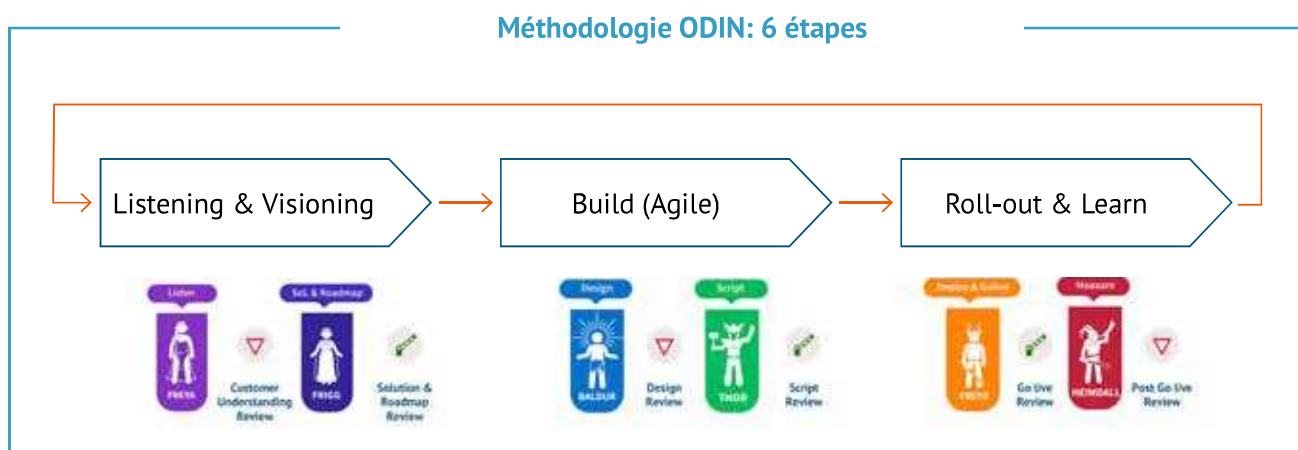 Méthodologie ODIN: 6 étapes
Listening & Visioning
Build (Agile)
Roll-out & Learn
Listen
Sol. & Roadmap
Design
Script
Measure
FREYA
Customer
Understanding
Review
FRIGG
Solution &
Roadmap
Review
BALDUR
Design
Review
THOR
Script
Review
Go live
Review
HEIMDALL
Post Go live
Review